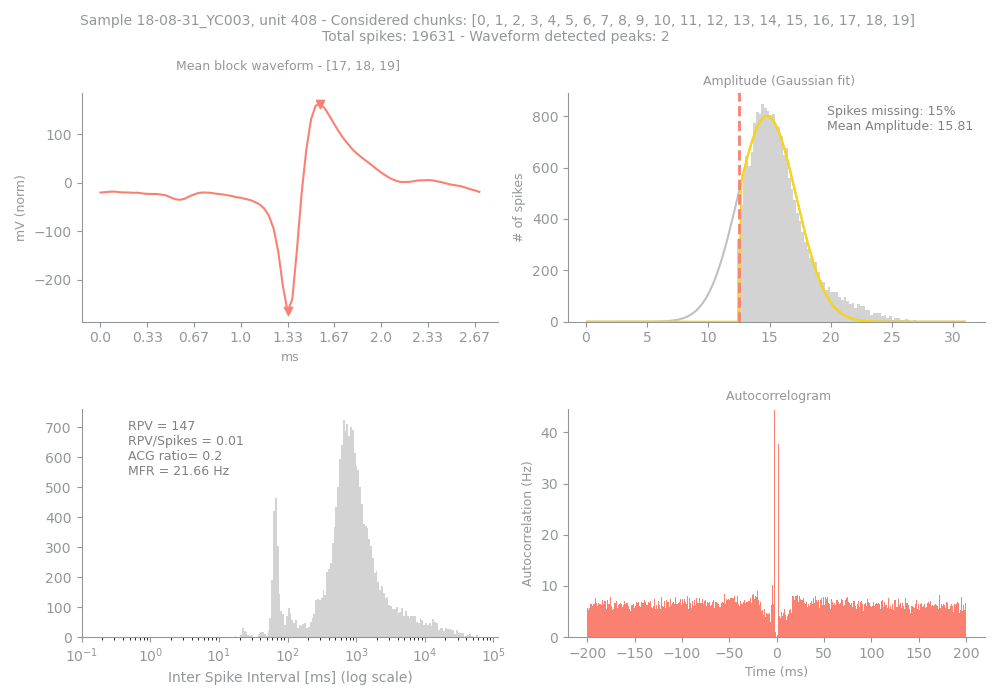 Sample 18-08-31_YC003, unit 408 - Considered chunks: [0, 1, 2, 3, 4, 5, 6, 7, 8, 9, 10, 11, 12, 13, 14, 15, 16, 17, 18, 19]
Total spikes: 19631 - Waveform detected peaks: 2
Mean block waveform - [17, 18, 19]
100
0
−100
−200
mV (norm)
0.0 0.33 0.67 1.0 1.33 1.67 2.0 2.33 2.67
ms
Amplitude (Gaussian fit)
Spikes missing: 15%
Mean Amplitude: 15.81
800
600
400
200
0
# of spikes
0 5 10 15 20 25 30
RPV = 147
RPV/Spikes = 0.01
ACG ratio= 0.2
MFR = 21.66 Hz
700
600
500
400
300
200
100
0
10⁻¹ 10⁰ 10¹ 10² 10³ 10⁴ 10⁵
Inter Spike Interval [ms] (log scale)
Autocorrelogram
40
30
20
10
0
Autocorrelation (Hz)
−200 −150 −100 −50 0 50 100 150 200
Time (ms)